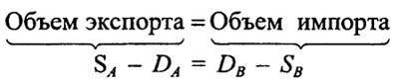 Объем экспорта = Объем импорта
S_A − D_A = D_B − S_B